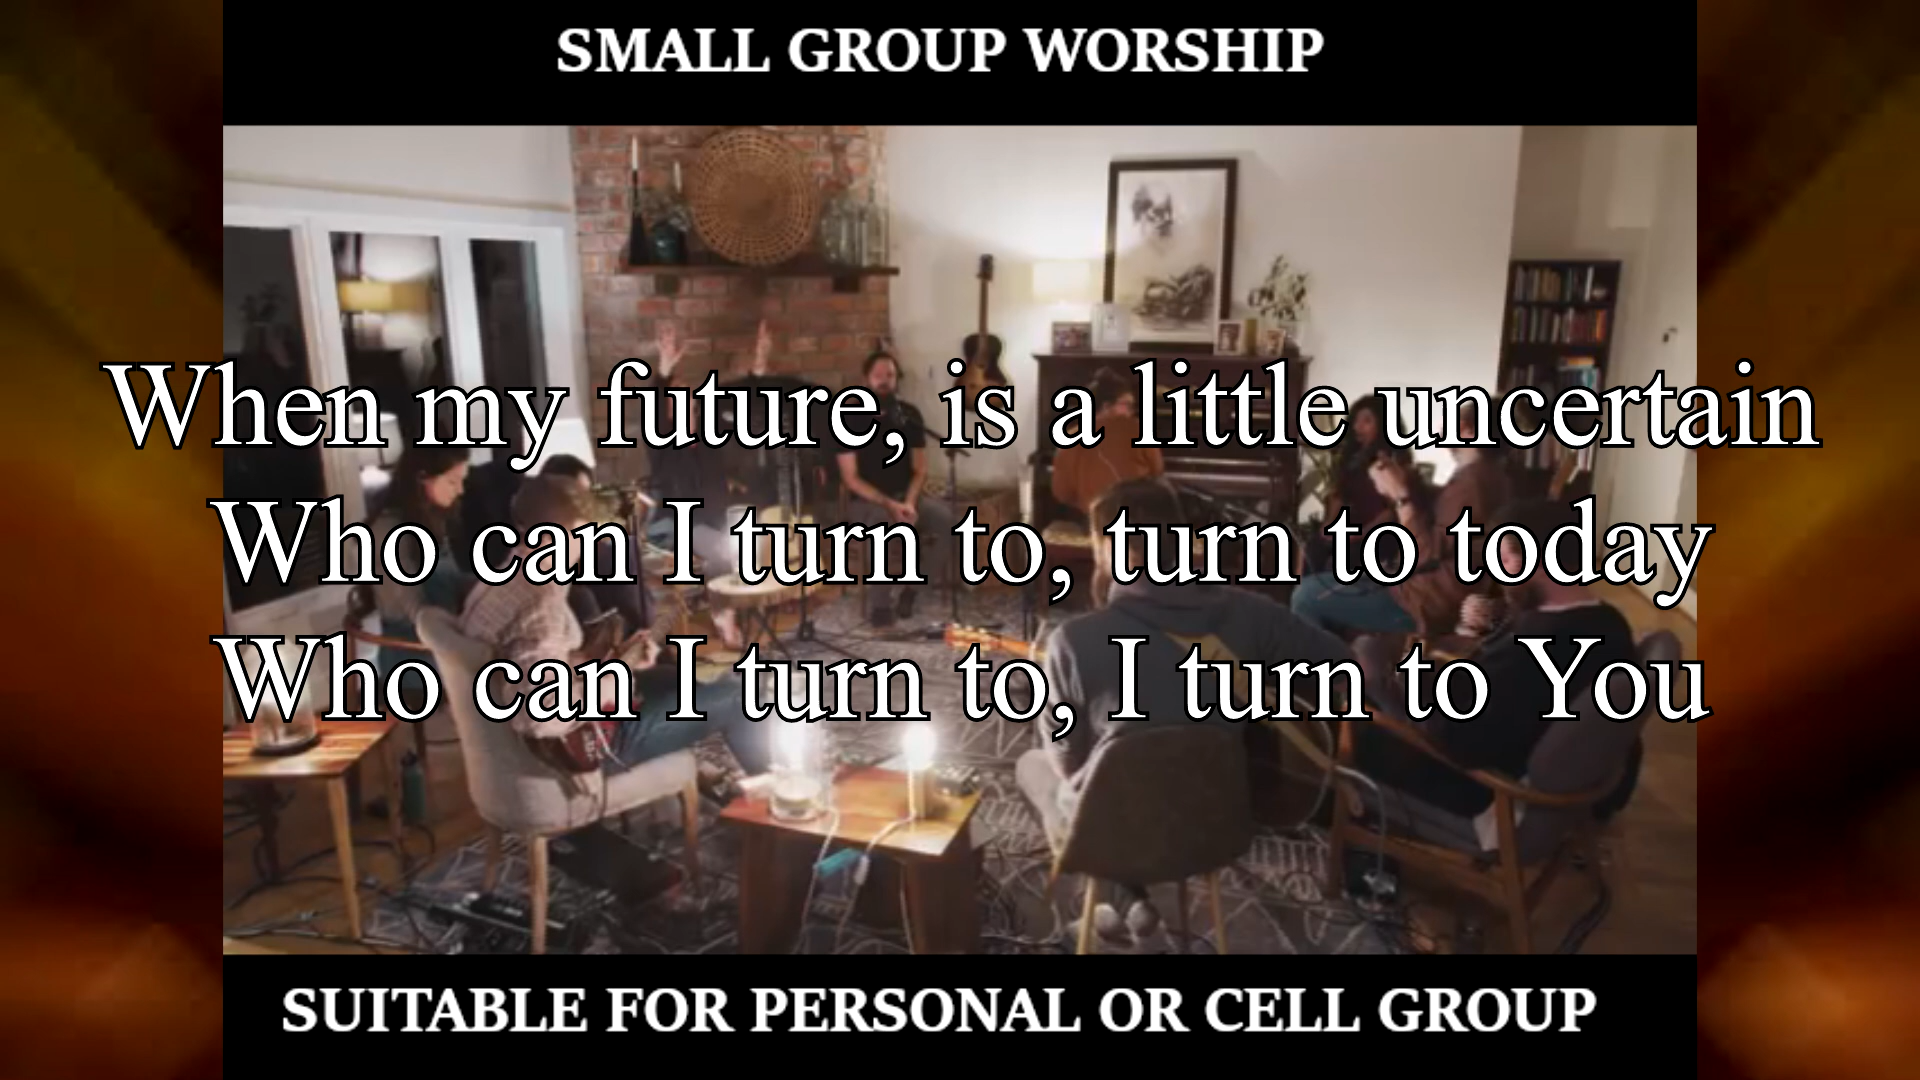 SMALL GROUP WORSHIP
When my future, is a little uncertain
Who can I turn to, turn to today
Who can I turn to, I turn to You
SUITABLE FOR PERSONAL OR CELL GROUP